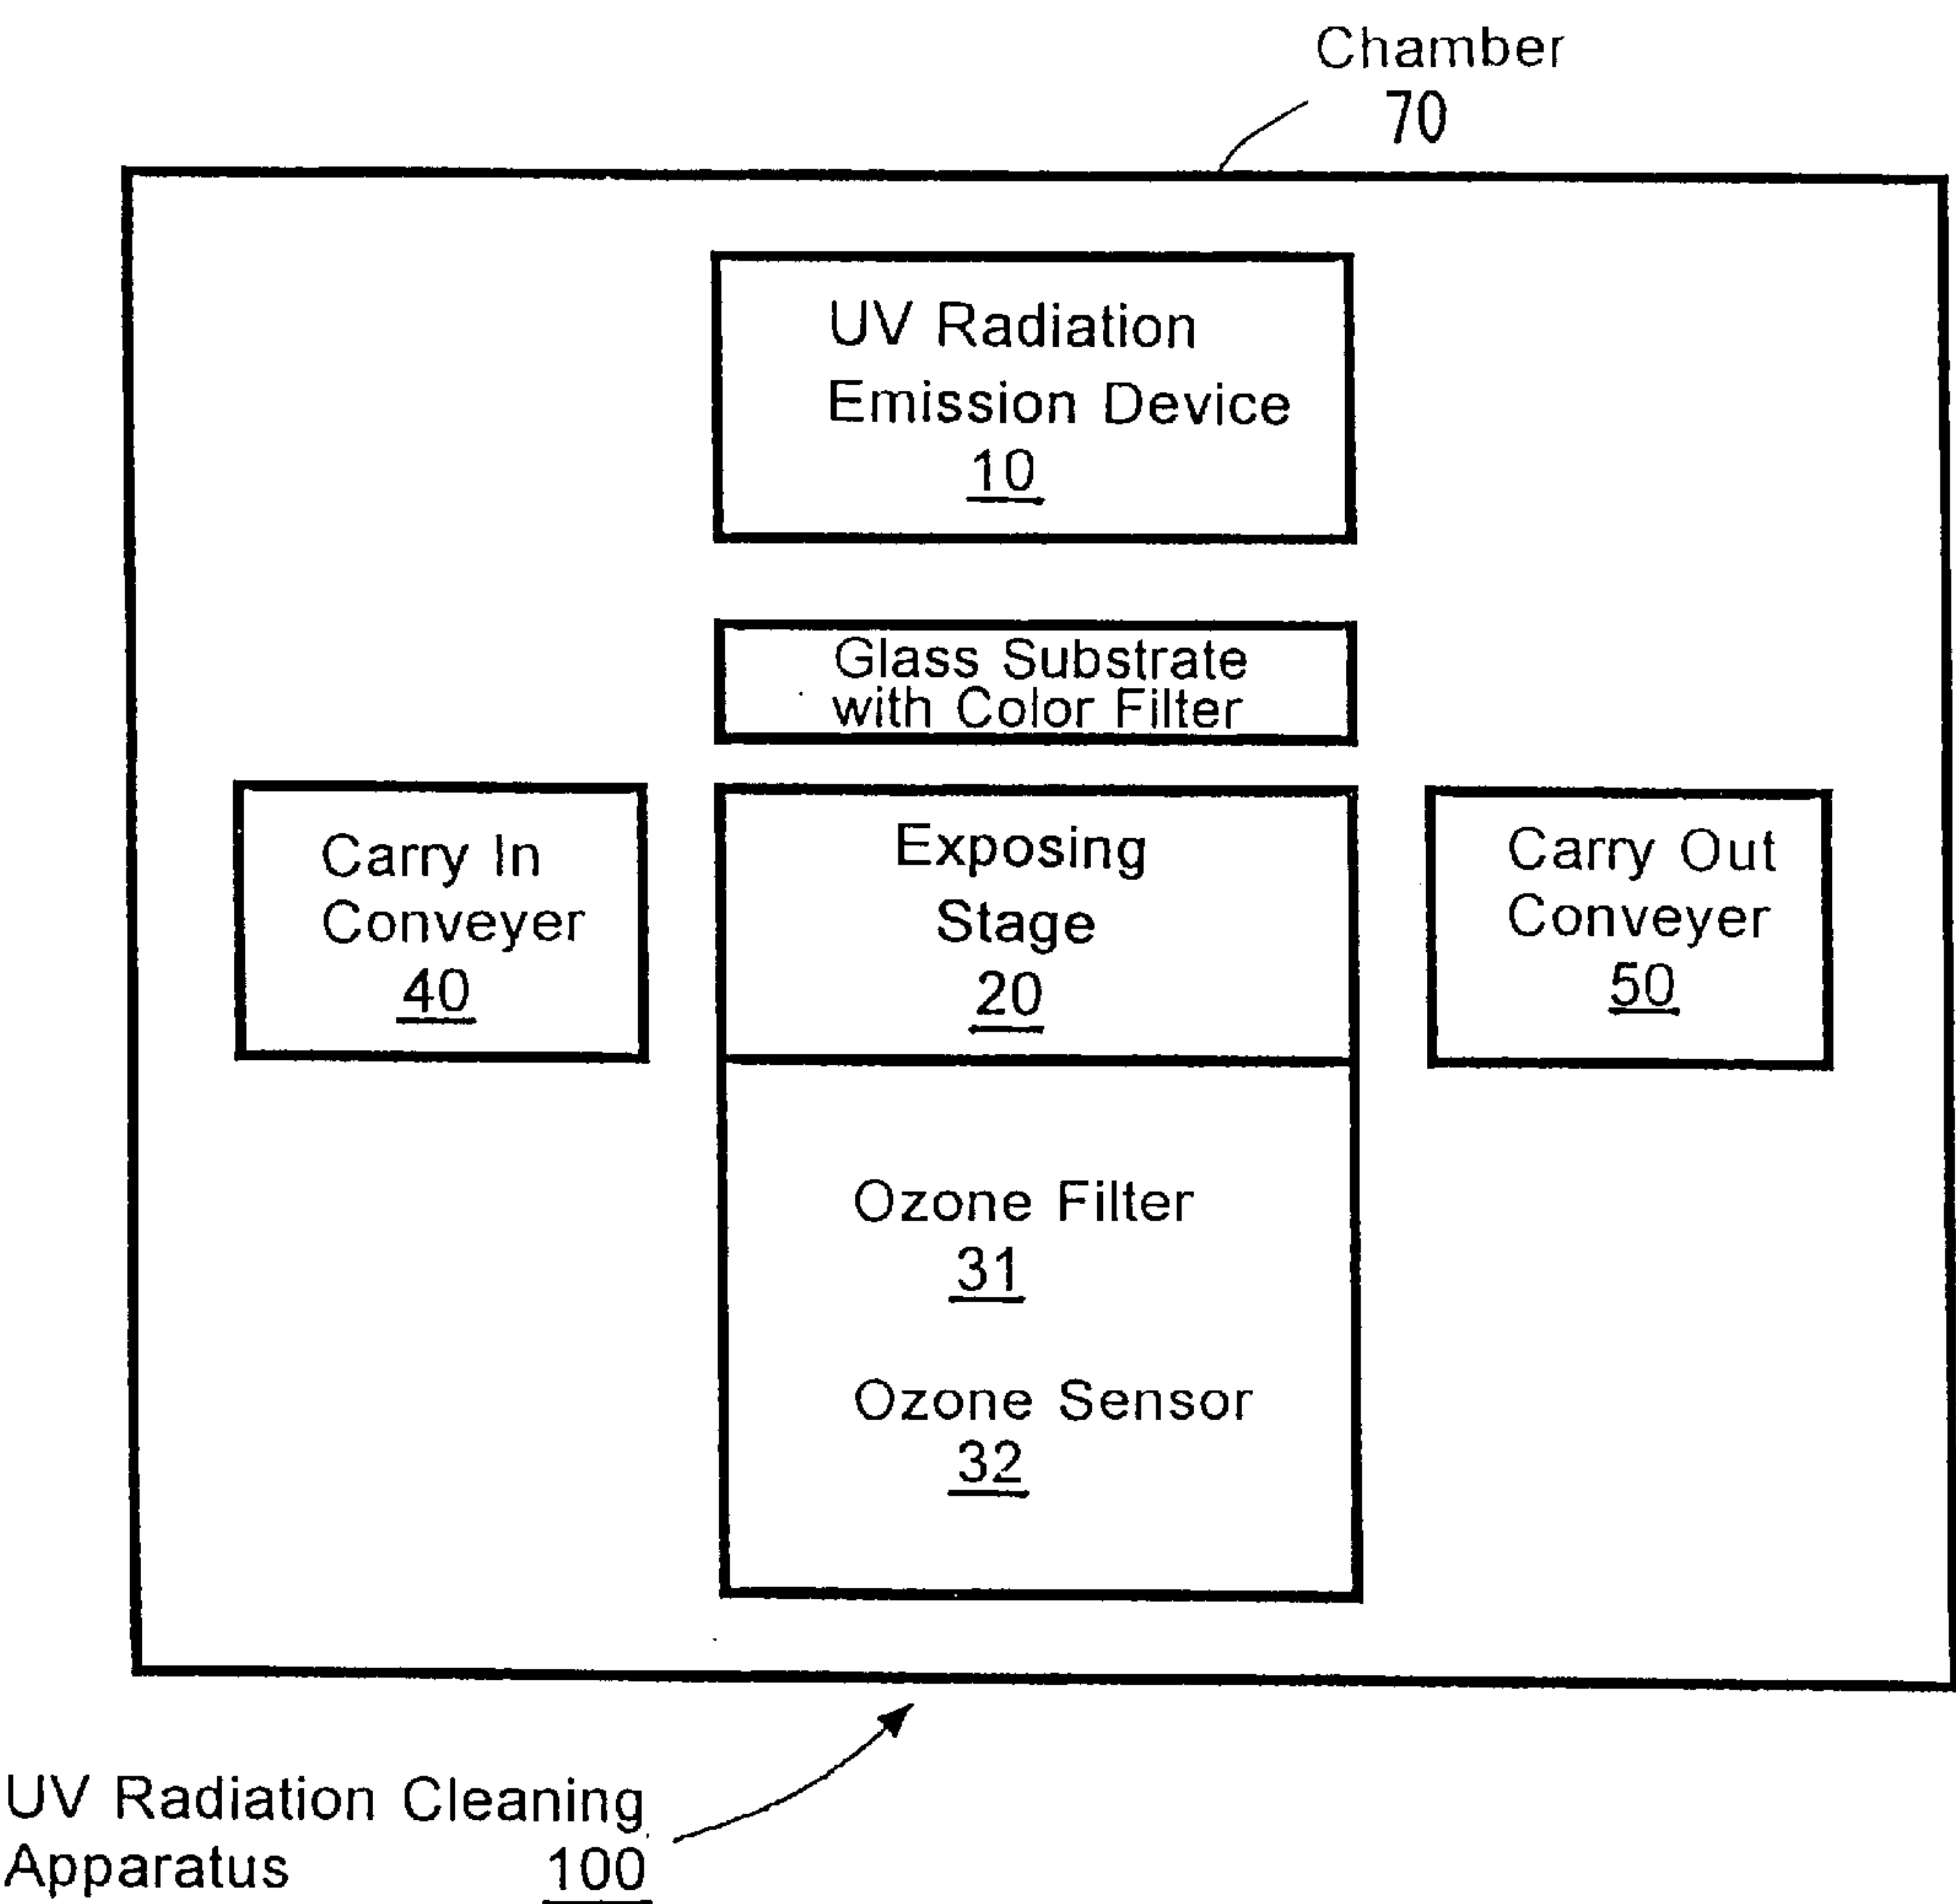 Chamber
70
UV Radiation
Emission Device
10
Glass Substrate
with Color Filter
Carry In
Conveyer
40
Exposing
Stage
20
Carry Out
Conveyer
50
Ozone Filter
31
Ozone Sensor
32
UV Radiation Cleaning
Apparatus 100